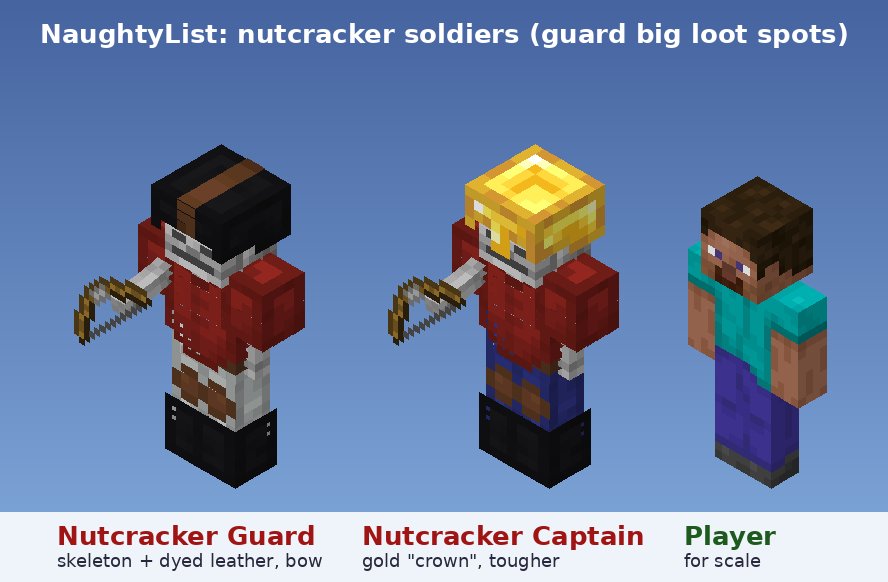 NaughtyList: nutcracker soldiers (guard big loot spots)
Nutcracker Guard
skeleton + dyed leather, bow
Nutcracker Captain
gold "crown", tougher
Player
for scale